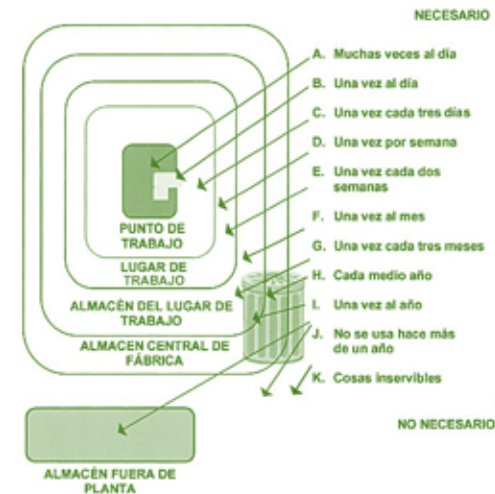 NECESARIO
A. Muchas veces al día
B. Una vez al día
C. Una vez cada tres días
D. Una vez por semana
E. Una vez cada dos
semanas
F. Una vez al mes
G. Una vez cada tres meses
H. Cada medio año
I. Una vez al año
J. No se usa hace más
de un año
K. Cosas inservibles
NO NECESARIO
PUNTO DE
TRABAJO
LUGAR DE
TRABAJO
ALMACÉN DEL LUGAR DE
TRABAJO
ALMACEN CENTRAL DE
FÁBRICA
ALMACÉN FUERA DE
PLANTA